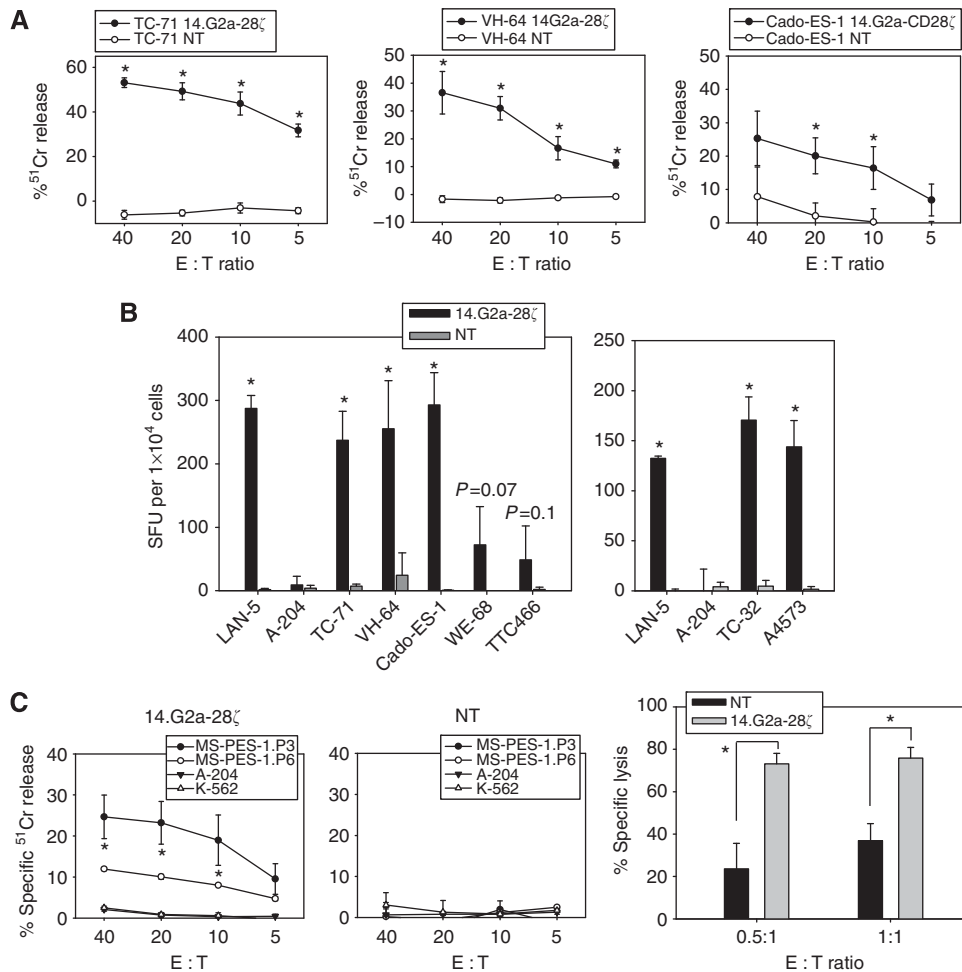 A
TC-71 14.G2a-28ζ
TC-71 NT
% 51Cr release
60
40
20
0
40 20 10 5
E : T ratio
* * * *
VH-64 14G2a-28ζ
VH-64 NT
% 51Cr release
50
40
30
20
10
0
−10
40 20 10 5
E : T ratio
* * * *
Cado-ES-1 14.G2a-CD28ζ
Cado-ES-1 NT
% 51Cr release
50
40
30
20
10
0
40 20 10 5
E : T ratio
* *
B
14.G2a-28ζ
NT
SFU per 1×10⁴ cells
400
300
200
100
0
* * * *
P=0.07
P=0.1
LAN-5 A-204 TC-71 VH-64 Cado-ES-1 WE-68 TTC466
250
200
150
100
50
0
* * *
LAN-5 A-204 TC-32 A4573
C
14.G2a-28ζ
MS-PES-1.P3
MS-PES-1.P6
A-204
K-562
% Specific 51Cr release
40
30
20
10
0
* * *
40 20 10 5
E : T
NT
MS-PES-1.P3
MS-PES-1.P6
A-204
K-562
40
30
20
10
0
40 20 10 5
E : T
NT
14.G2a-28ζ
% Specific lysis
100
80
60
40
20
0
* *
0.5:1 1:1
E : T ratio